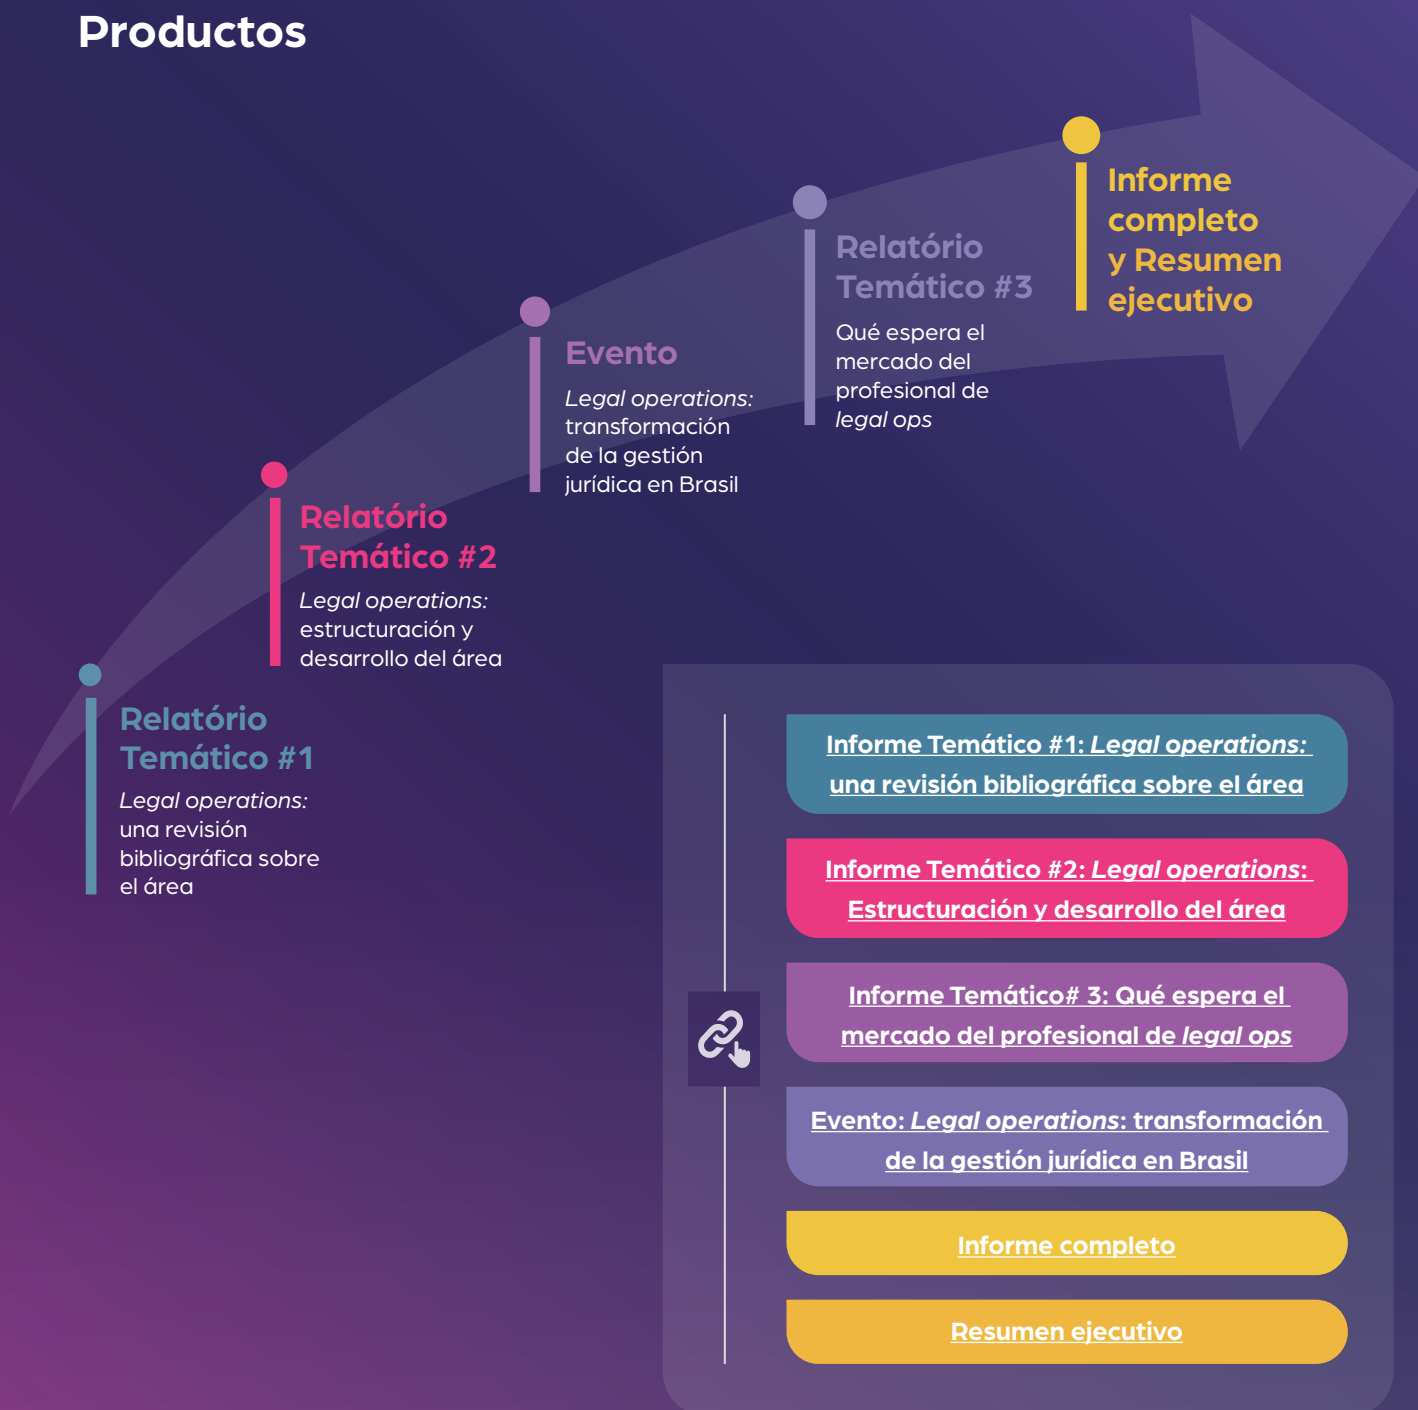 Productos
Relatório
Temático #1
Legal operations:
una revisión
bibliográfica sobre
el área
Relatório
Temático #2
Legal operations:
estructuración y
desarrollo del área
Evento
Legal operations:
transformación
de la gestión
jurídica en Brasil
Relatório
Temático #3
Qué espera el
mercado del
profesional de
legal ops
Informe
completo
y Resumen
ejecutivo
Informe Temático #1: Legal operations:
una revisión bibliográfica sobre el área
Informe Temático #2: Legal operations:
Estructuración y desarrollo del área
Informe Temático# 3: Qué espera el
mercado del profesional de legal ops
Evento: Legal operations: transformación
de la gestión jurídica en Brasil
Informe completo
Resumen ejecutivo